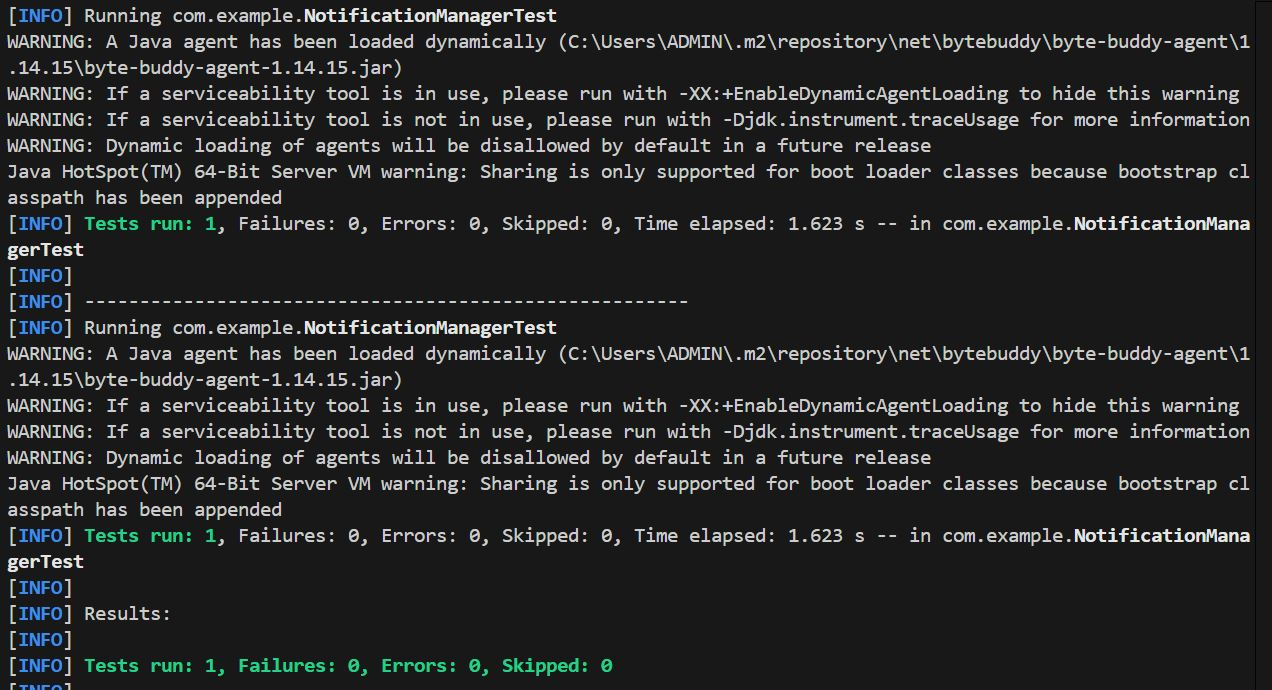 [INFO] Running com.example.NotificationManagerTest
WARNING: A Java agent has been loaded dynamically (C:\Users\ADMIN\.m2\repository\net\bytebuddy\byte-buddy-agent\1
.14.15\byte-buddy-agent-1.14.15.jar)
WARNING: If a serviceability tool is in use, please run with -XX:+EnableDynamicAgentLoading to hide this warning
WARNING: If a serviceability tool is not in use, please run with -Djdk.instrument.traceUsage for more information
WARNING: Dynamic loading of agents will be disallowed by default in a future release
Java HotSpot(TM) 64-Bit Server VM warning: Sharing is only supported for boot loader classes because bootstrap cl
asspath has been appended
[INFO] Tests run: 1, Failures: 0, Errors: 0, Skipped: 0, Time elapsed: 1.623 s -- in com.example.NotificationMana
gerTest
[INFO]
[INFO] -------------------------------------------------------
[INFO] Running com.example.NotificationManagerTest
WARNING: A Java agent has been loaded dynamically (C:\Users\ADMIN\.m2\repository\net\bytebuddy\byte-buddy-agent\1
.14.15\byte-buddy-agent-1.14.15.jar)
WARNING: If a serviceability tool is in use, please run with -XX:+EnableDynamicAgentLoading to hide this warning
WARNING: If a serviceability tool is not in use, please run with -Djdk.instrument.traceUsage for more information
WARNING: Dynamic loading of agents will be disallowed by default in a future release
Java HotSpot(TM) 64-Bit Server VM warning: Sharing is only supported for boot loader classes because bootstrap cl
asspath has been appended
[INFO] Tests run: 1, Failures: 0, Errors: 0, Skipped: 0, Time elapsed: 1.623 s -- in com.example.NotificationMana
gerTest
[INFO]
[INFO] Results:
[INFO]
[INFO] Tests run: 1, Failures: 0, Errors: 0, Skipped: 0
[INFO]